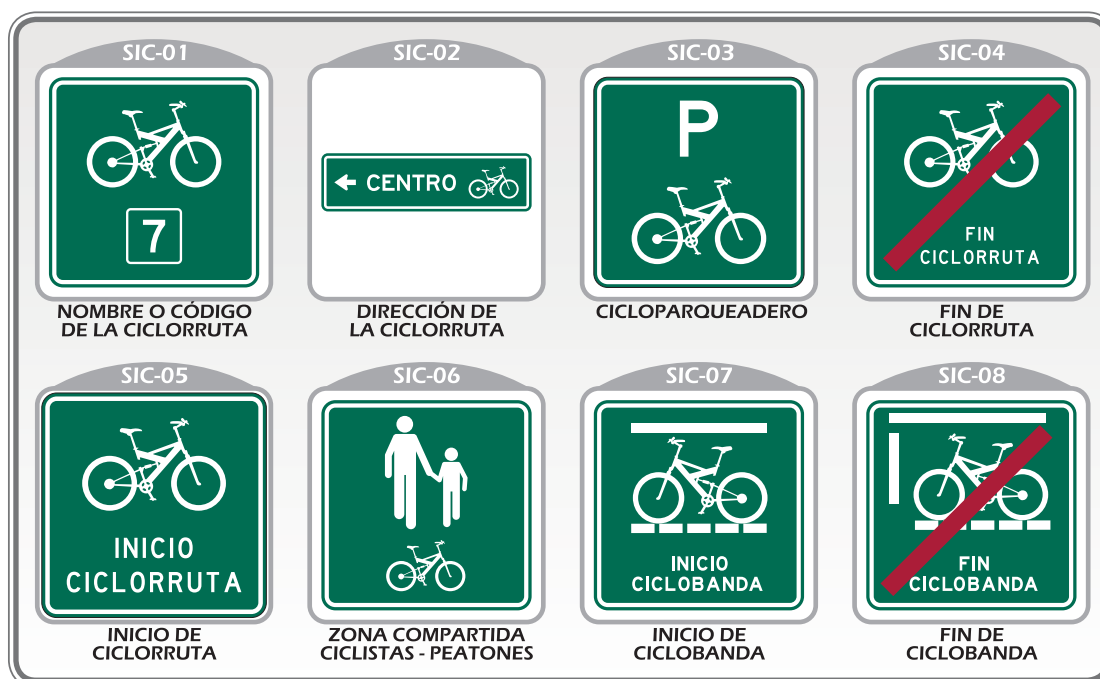 SIC-01
7
NOMBRE O CÓDIGO
DE LA CICLORRUTA
SIC-02
CENTRO
DIRECCIÓN DE
LA CICLORRUTA
SIC-03
P
CICLOPARQUEADERO
SIC-04
FIN
CICLORRUTA
FIN DE
CICLORRUTA
SIC-05
INICIO
CICLORRUTA
INICIO DE
CICLORRUTA
SIC-06
ZONA COMPARTIDA
CICLISTAS - PEATONES
SIC-07
INICIO
CICLOBANDA
INICIO DE
CICLOBANDA
SIC-08
FIN
CICLOBANDA
FIN DE
CICLOBANDA